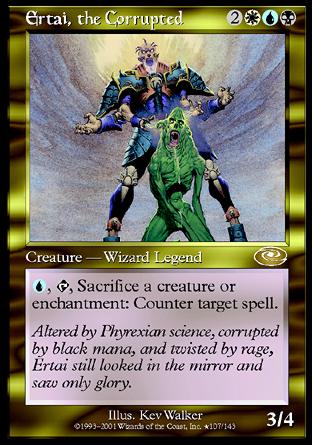 Ertai, the Corrupted 2
Creature — Wizard Legend
, , Sacrifice a creature or
enchantment: Counter target spell.
Altered by Phyrexian science, corrupted
by black mana, and twisted by rage,
Ertai still looked in the mirror and
saw only glory.
Illus. Kev Walker
©1993–2001 Wizards of the Coast, Inc. ★107/143
3/4